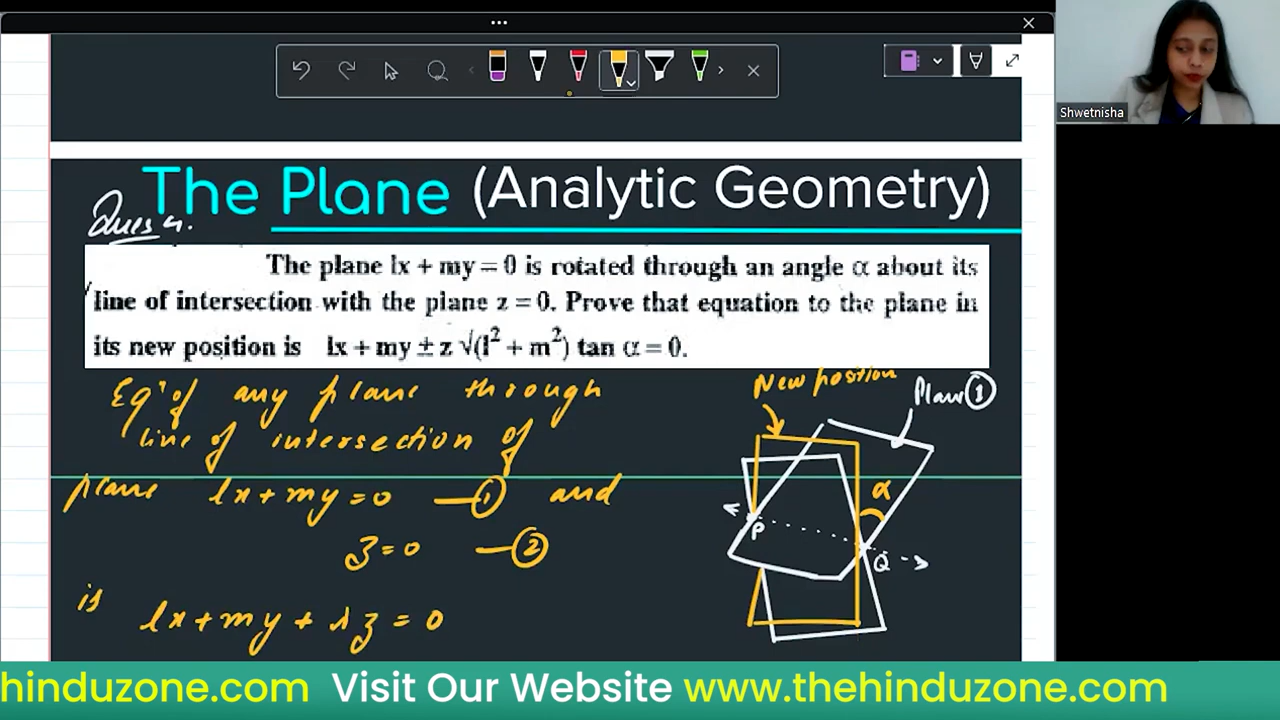 Shwetnisha
The Plane (Analytic Geometry)
Ques 4.
The plane lx + my = 0 is rotated through an angle α about its
line of intersection with the plane z = 0. Prove that equation to the plane in
its new position is lx + my ± z √(l² + m²) tan α = 0.
Eqⁿ of any plane through
line of intersection of
plane lx + my = 0 —① and
z = 0 —②
is lx + my + λz = 0
New position
Plane ①
α
P
Q
hinduzone.com Visit Our Website www.thehinduzone.com